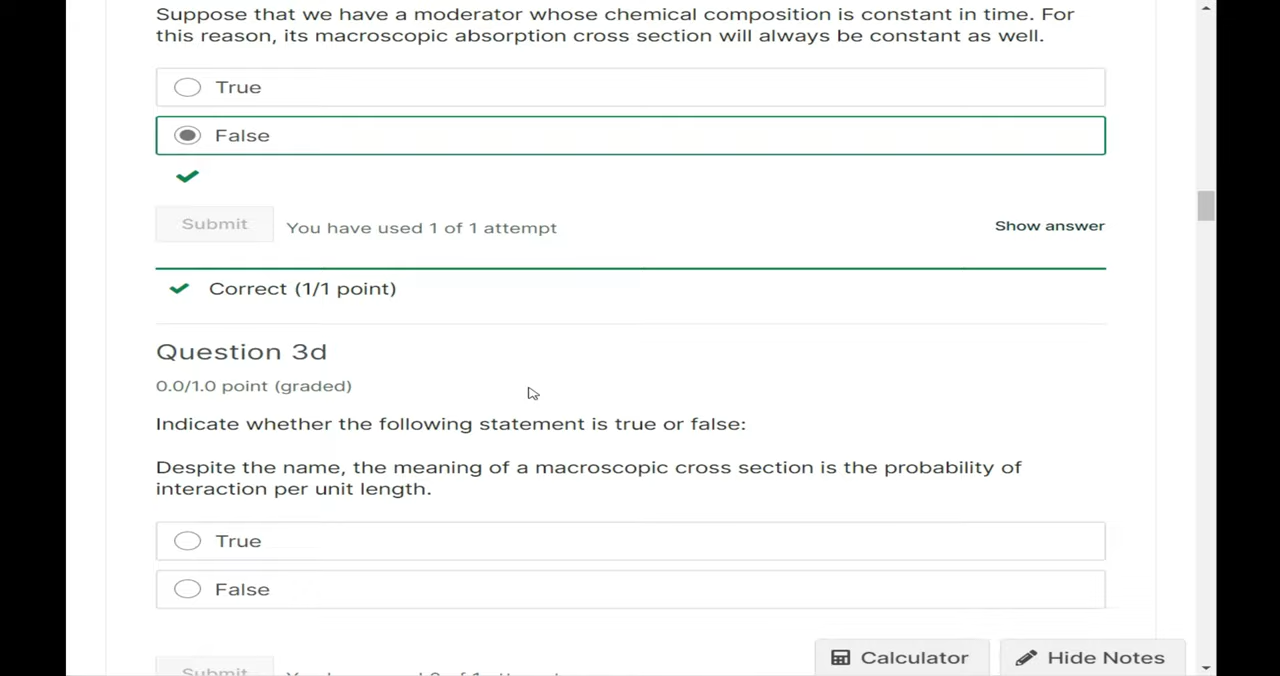 Suppose that we have a moderator whose chemical composition is constant in time. For
this reason, its macroscopic absorption cross section will always be constant as well.
True
False
Submit
You have used 1 of 1 attempt
Show answer
Correct (1/1 point)
Question 3d
0.0/1.0 point (graded)
Indicate whether the following statement is true or false:
Despite the name, the meaning of a macroscopic cross section is the probability of
interaction per unit length.
True
False
Calculator
Hide Notes
Submit